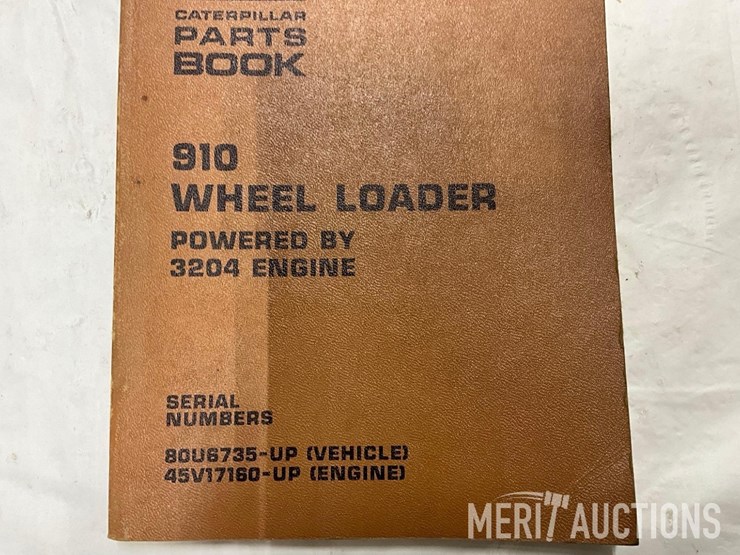 CATERPILLAR
PARTS
BOOK
910
WHEEL LOADER
POWERED BY
3204 ENGINE
SERIAL
NUMBERS
80U6735-UP (VEHICLE)
45V17160-UP (ENGINE)
MERIT AUCTIONS